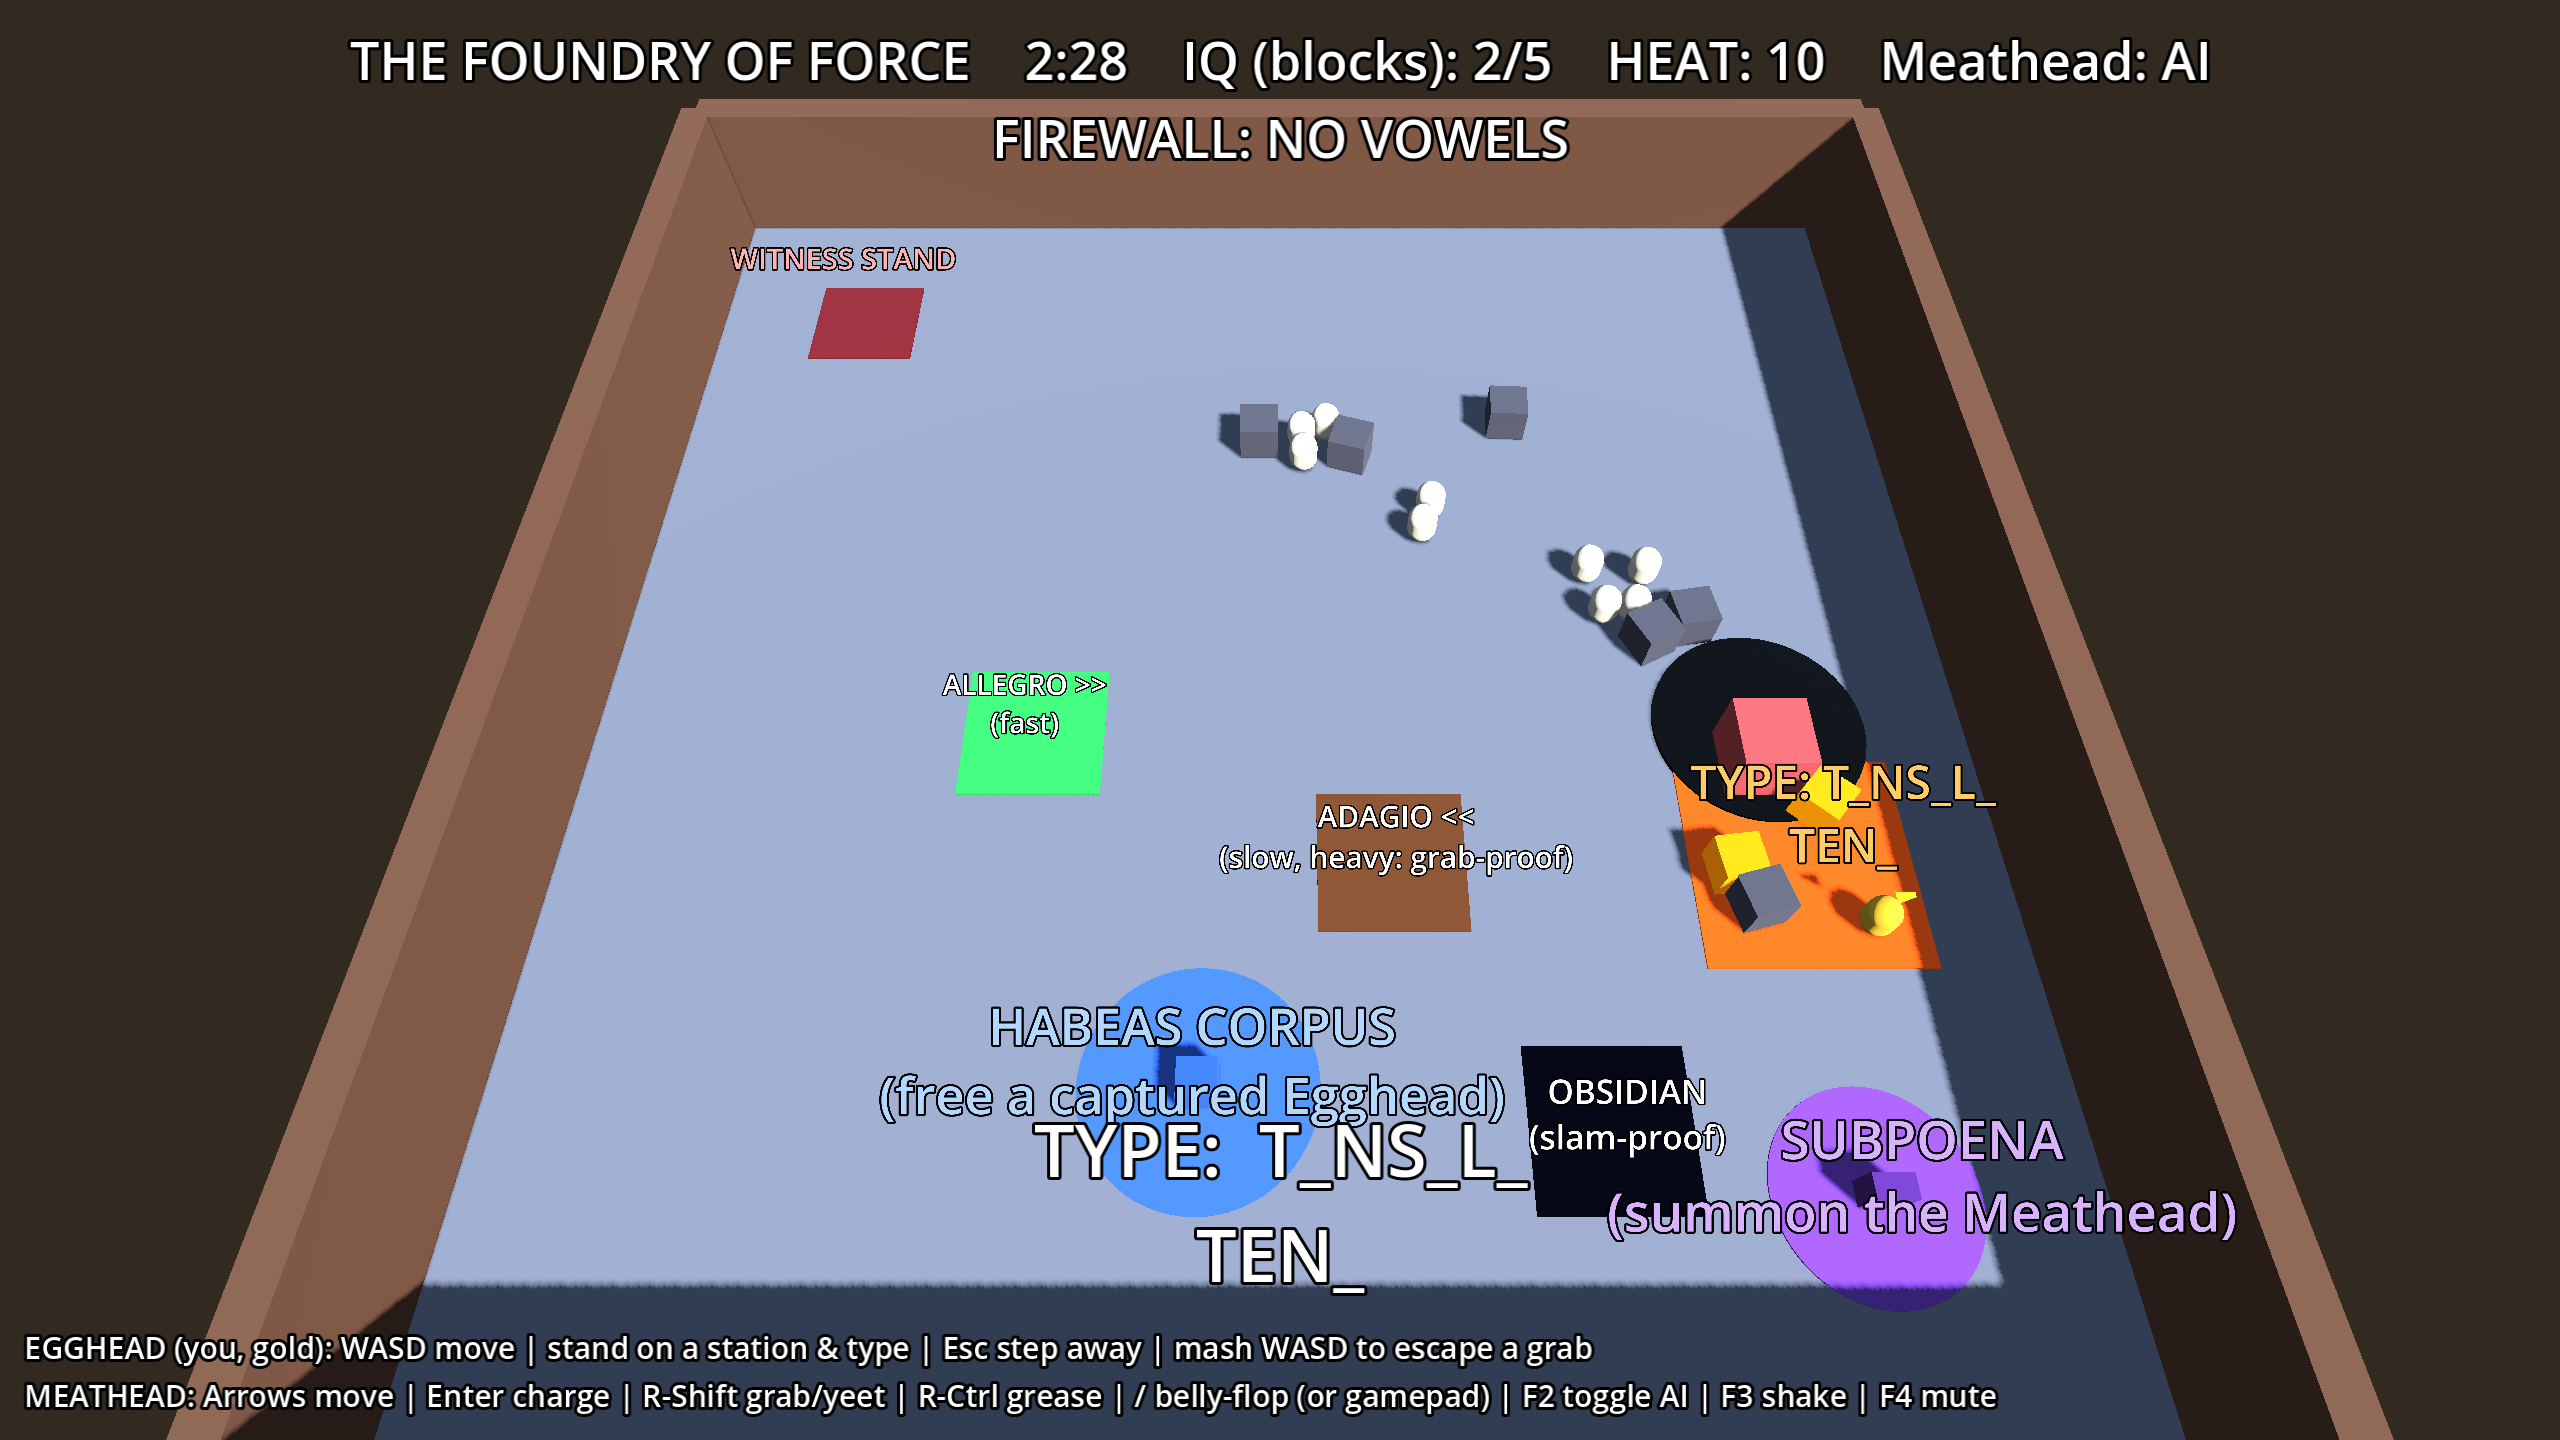 THE FOUNDRY OF FORCE 2:28 IQ (blocks): 2/5 HEAT: 10 Meathead: AI
FIREWALL: NO VOWELS
WITNESS STAND
ALLEGRO >>
(fast)
ADAGIO <<
(slow, heavy: grab-proof)
TYPE: T_NS_L_
TEN_
HABEAS CORPUS
(free a captured Egghead)
OBSIDIAN
(slam-proof)
SUBPOENA
(summon the Meathead)
TYPE: T_NS_L_
TEN_
EGGHEAD (you, gold): WASD move | stand on a station & type | Esc step away | mash WASD to escape a grab
MEATHEAD: Arrows move | Enter charge | R-Shift grab/yeet | R-Ctrl grease | / belly-flop (or gamepad) | F2 toggle AI | F3 shake | F4 mute